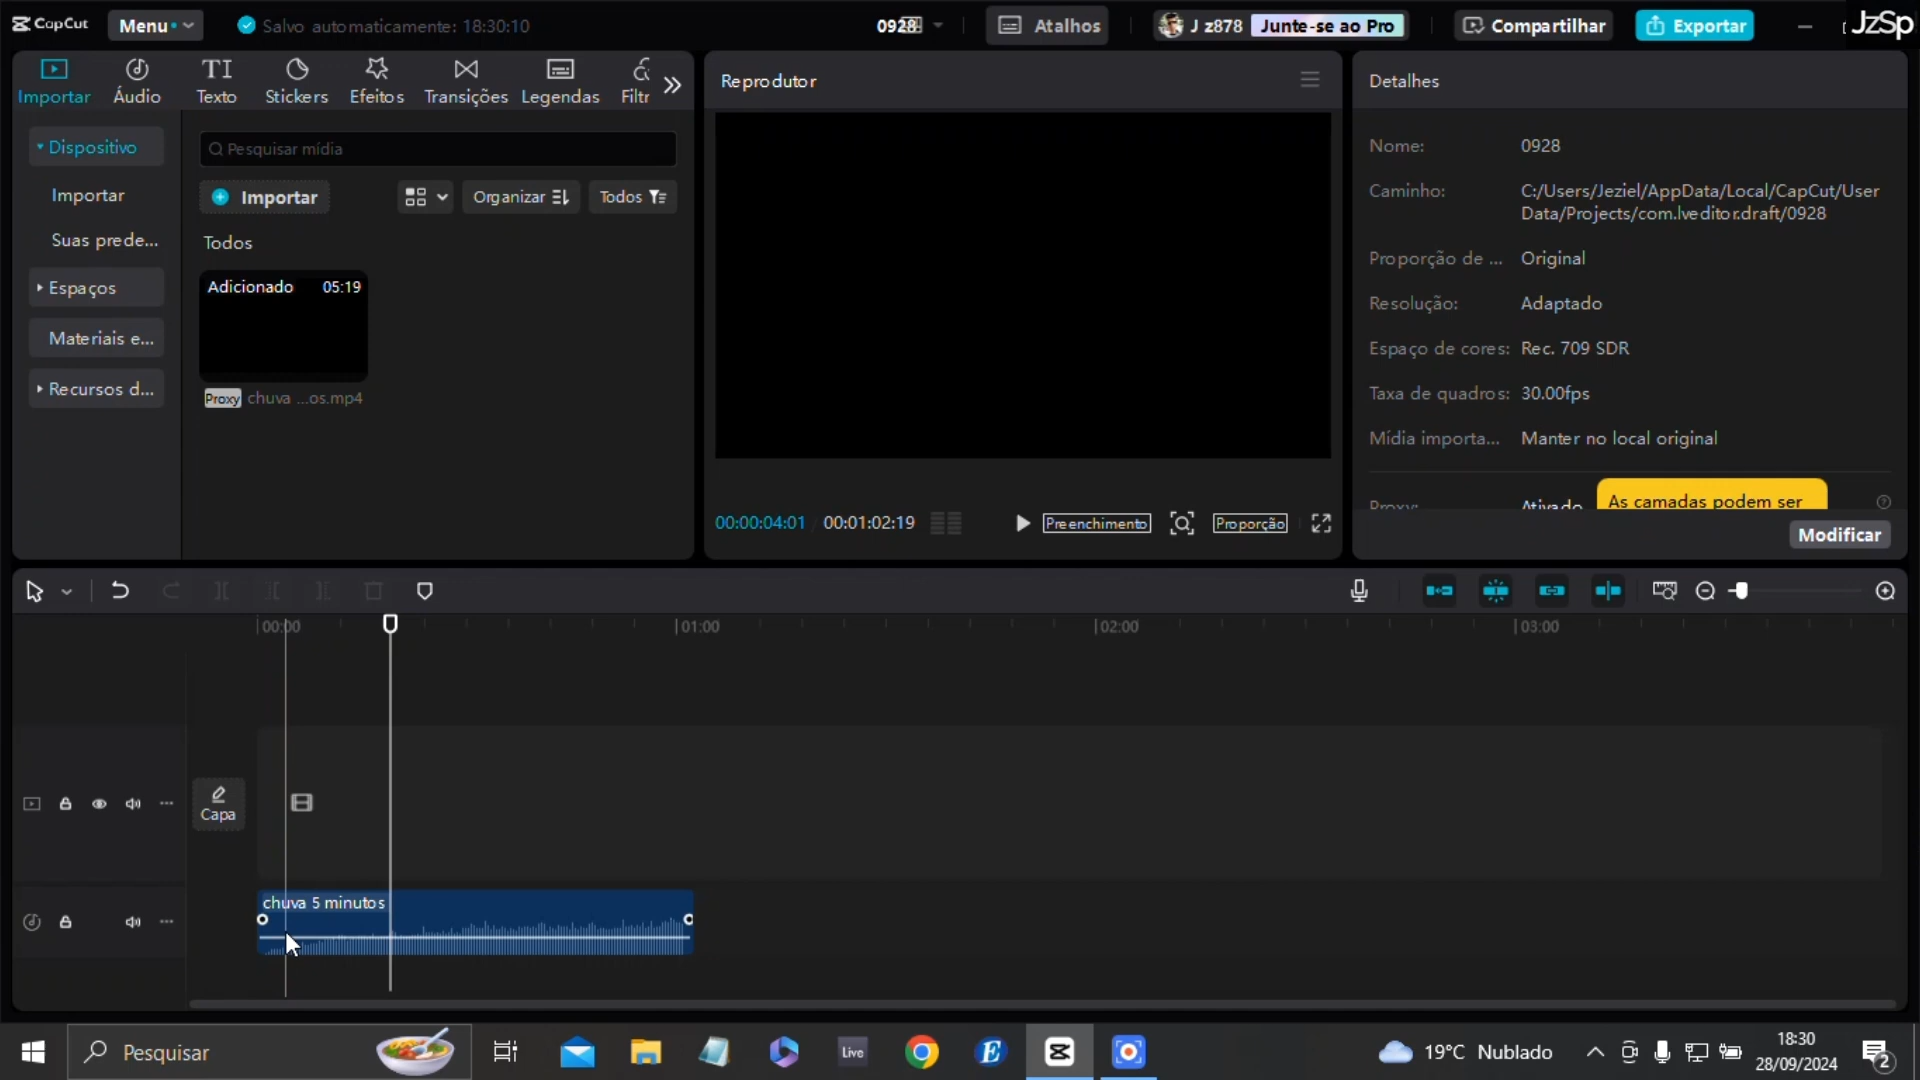 CapCut
Menu
Salvo automaticamente: 18:30:10
0928
Atalhos
J z878
Junte-se ao Pro
Compartilhar
Exportar
JzSp
Importar
Áudio
Texto
Stickers
Efeitos
Transições
Legendas
Filtr
Dispositivo
Importar
Suas prede...
Espaços
Materiais e...
Recursos d...
Pesquisar mídia
Importar
Organizar
Todos
Todos
Adicionado 05:19
Proxy chuva ...os.mp4
Reprodutor
00:00:04:01 00:01:02:19
Preenchimento
Proporção
Detalhes
Nome: 0928
Caminho: C:/Users/Jeziel/AppData/Local/CapCut/User
Data/Projects/com.lveditor.draft/0928
Proporção de ... Original
Resolução: Adaptado
Espaço de cores: Rec. 709 SDR
Taxa de quadros: 30.00fps
Mídia importa... Manter no local original
Proxy: Ativado
As camadas podem ser
Modificar
00:00 01:00 02:00 03:00
Capa
chuva 5 minutos
Pesquisar
Live
19°C Nublado
18:30
28/09/2024
2